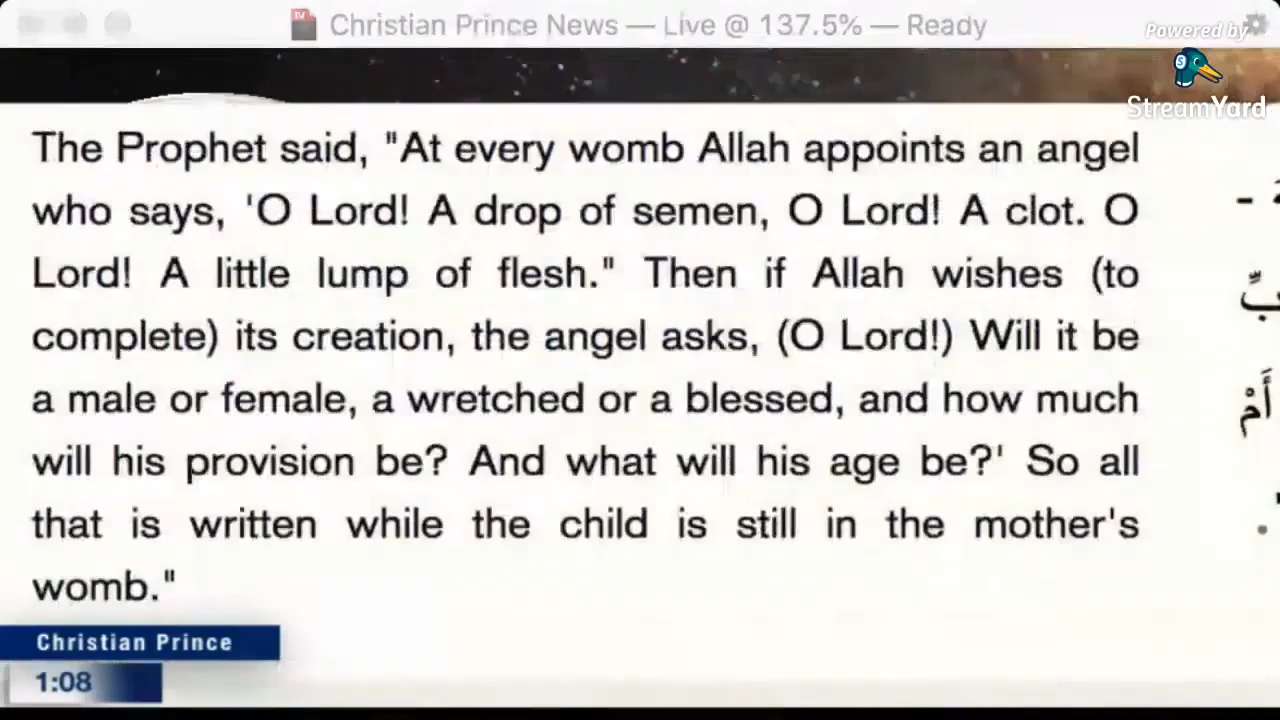 Christian Prince News — Live @ 137.5% — Ready
Powered by
StreamYard
The Prophet said, "At every womb Allah appoints an angel
who says, 'O Lord! A drop of semen, O Lord! A clot. O
Lord! A little lump of flesh." Then if Allah wishes (to
complete) its creation, the angel asks, (O Lord!) Will it be
a male or female, a wretched or a blessed, and how much
will his provision be? And what will his age be?' So all
that is written while the child is still in the mother's
womb."
أَمْ
Christian Prince
1:08